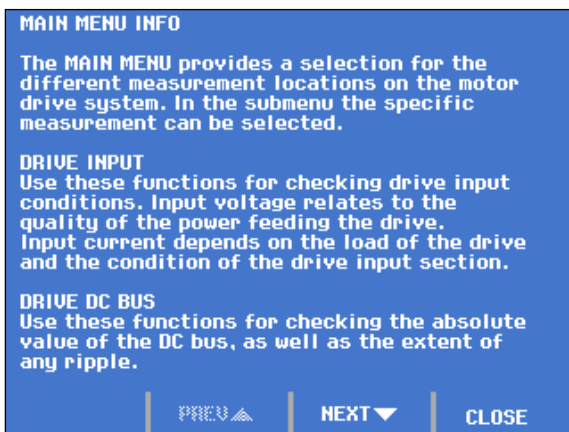 MAIN MENU INFO
The MAIN MENU provides a selection for the
different measurement locations on the motor
drive system. In the submenu the specific
measurement can be selected.
DRIVE INPUT
Use these functions for checking drive input
conditions. Input voltage relates to the
quality of the power feeding the drive.
Input current depends on the load of the drive
and the condition of the drive input section.
DRIVE DC BUS
Use these functions for checking the absolute
value of the DC bus, as well as the extent of
any ripple.
PREV▲ NEXT▼ CLOSE